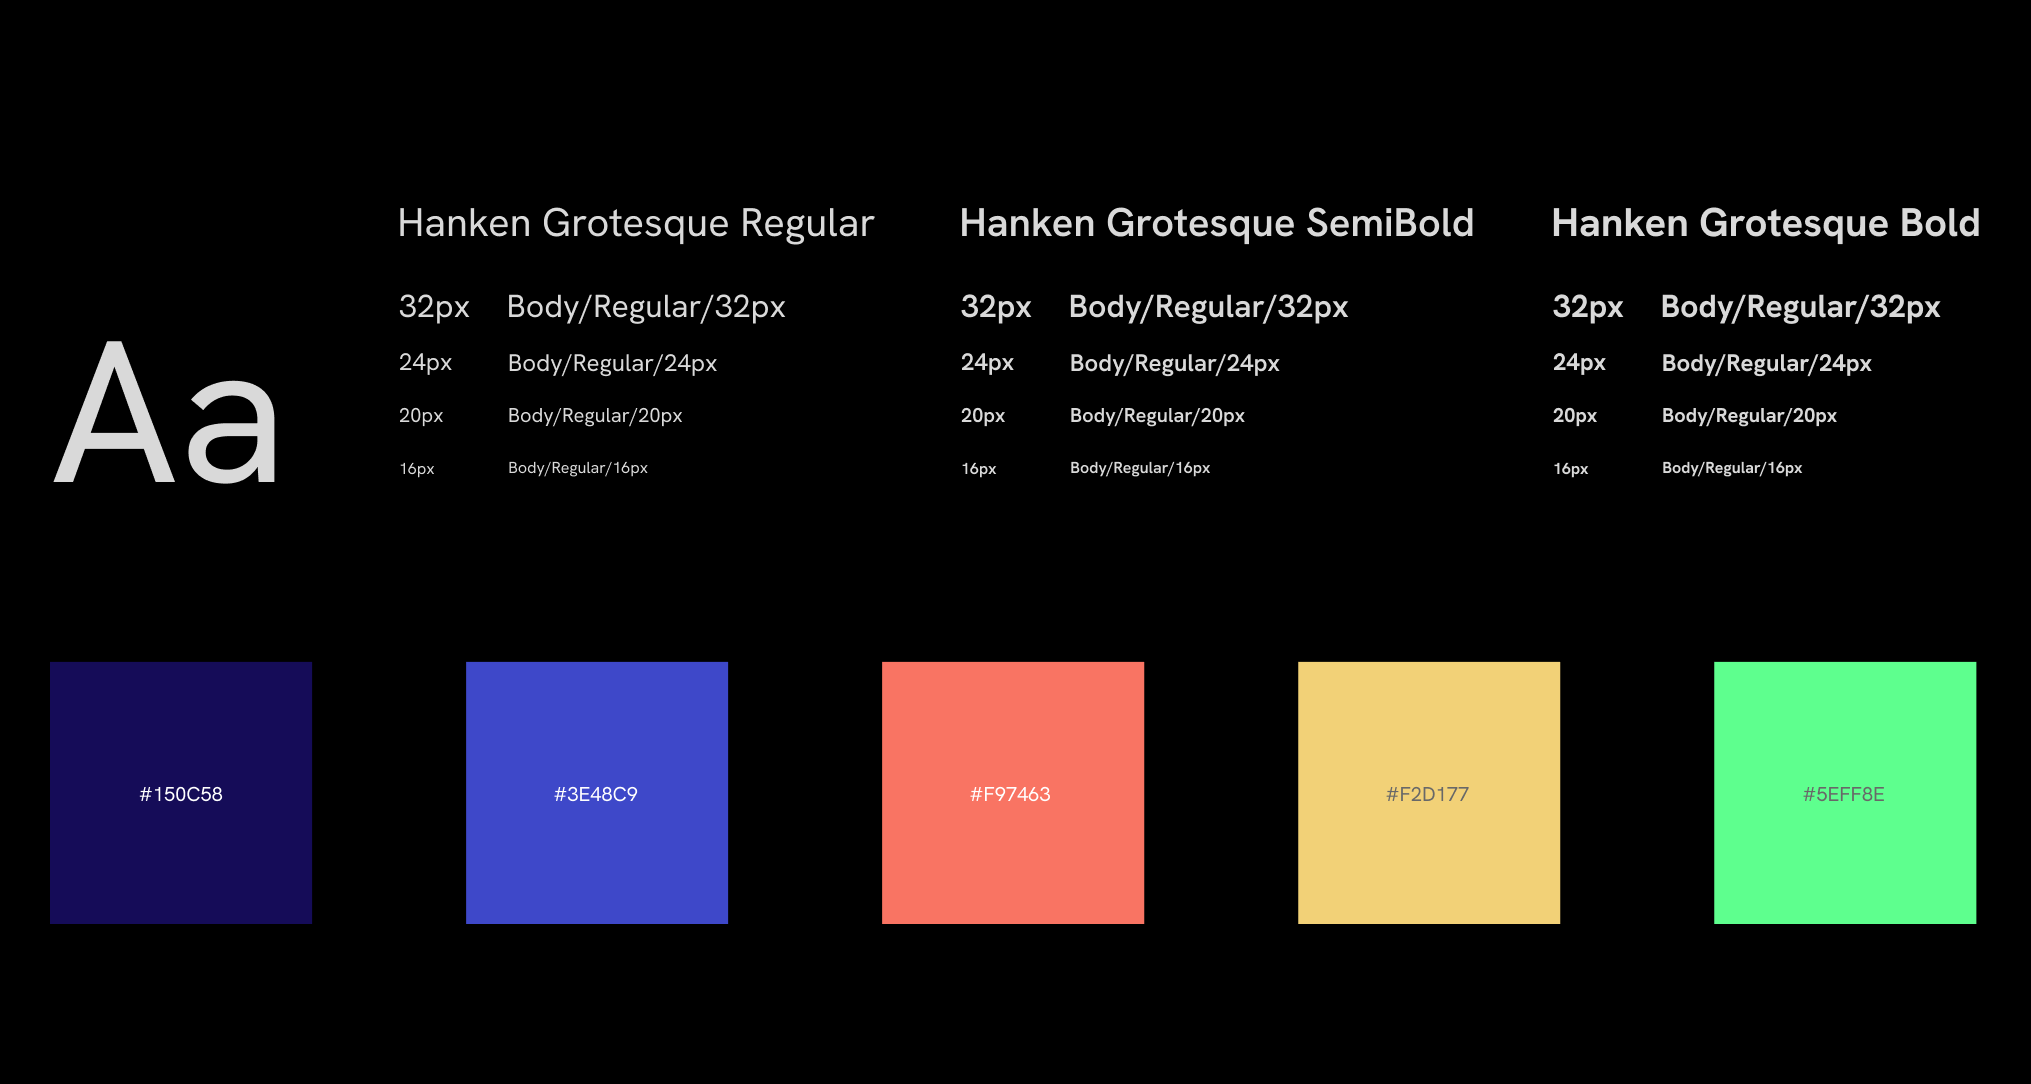 Aa
Hanken Grotesque Regular
32px Body/Regular/32px
24px Body/Regular/24px
20px Body/Regular/20px
16px Body/Regular/16px
Hanken Grotesque SemiBold
32px Body/Regular/32px
24px Body/Regular/24px
20px Body/Regular/20px
16px Body/Regular/16px
Hanken Grotesque Bold
32px Body/Regular/32px
24px Body/Regular/24px
20px Body/Regular/20px
16px Body/Regular/16px
#150C58
#3E48C9
#F97463
#F2D177
#5EFF8E